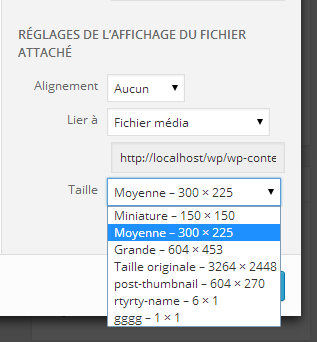 RÉGLAGES DE L'AFFICHAGE DU FICHIER
ATTACHÉ
Alignement Aucun
Lier à Fichier média
http://localhost/wp/wp-conte
Taille Moyenne – 300 × 225
Miniature – 150 × 150
Moyenne – 300 × 225
Grande – 604 × 453
Taille originale – 3264 × 2448
post-thumbnail – 604 × 270
rtyrty-name – 6 × 1
gggg – 1 × 1